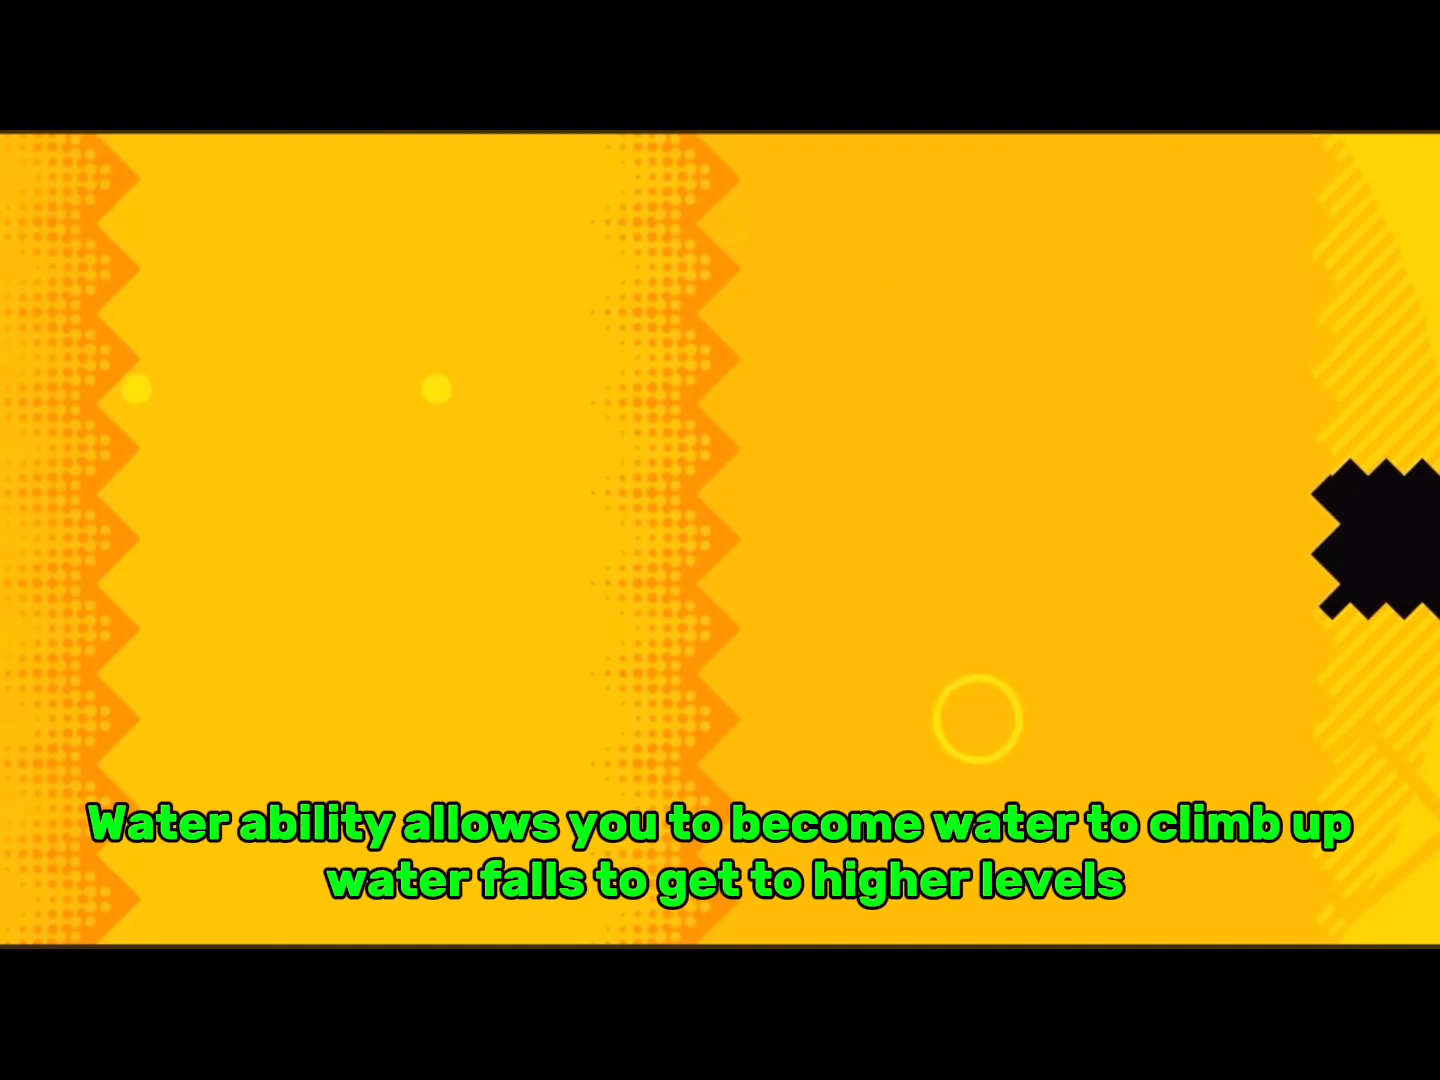 Water ability allows you to become water to climb up
water falls to get to higher levels